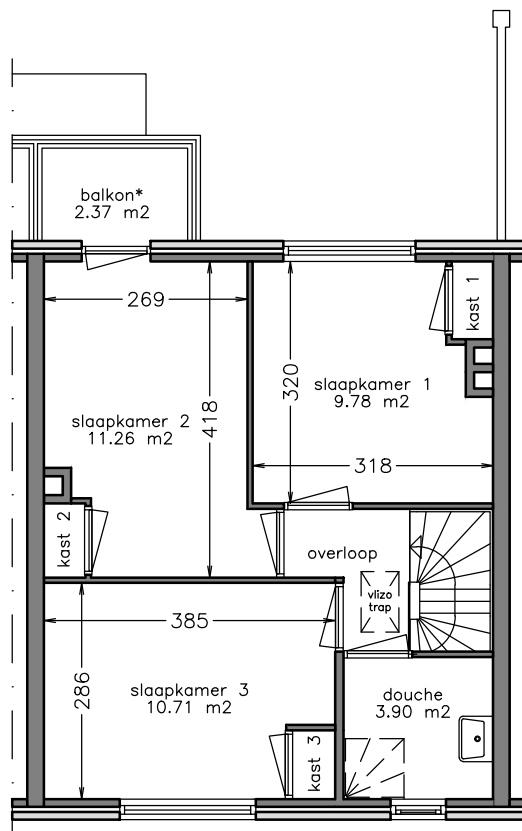 balkon*
2.37 m2
269
kast 1
320
slaapkamer 1
9.78 m2
418
slaapkamer 2
11.26 m2
318
kast 2
overloop
vlizo
trap
385
286
slaapkamer 3
10.71 m2
douche
3.90 m2
kast 3